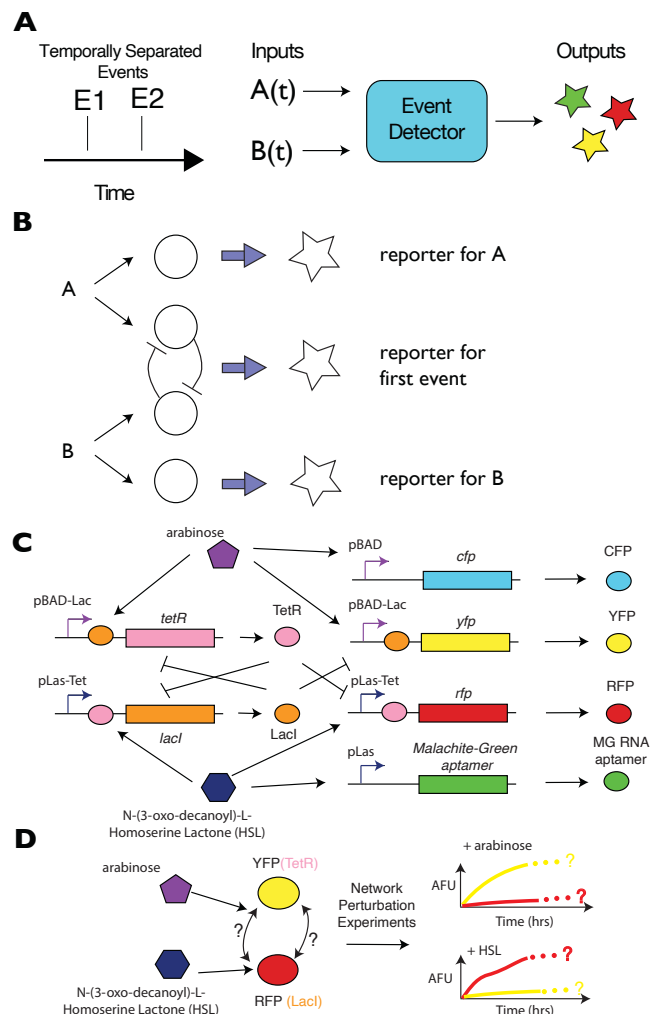 A
Temporally Separated
Events
E1 E2
Time
Inputs
A(t)
B(t)
Event
Detector
Outputs
B
A
B
reporter for A
reporter for
first event
reporter for B
C
arabinose
pBAD
cfp
CFP
pBAD-Lac
tetR
TetR
pBAD-Lac
yfp
YFP
pLas-Tet
lacI
LacI
pLas-Tet
rfp
RFP
N-(3-oxo-decanoyl)-L-
Homoserine Lactone (HSL)
pLas
Malachite-Green
aptamer
MG RNA
aptamer
D
arabinose
YFP(TetR)
? ?
N-(3-oxo-decanoyl)-L-
Homoserine Lactone (HSL)
RFP (LacI)
Network
Perturbation
Experiments
+ arabinose
AFU
?
?
Time (hrs)
+ HSL
AFU
?
?
Time (hrs)